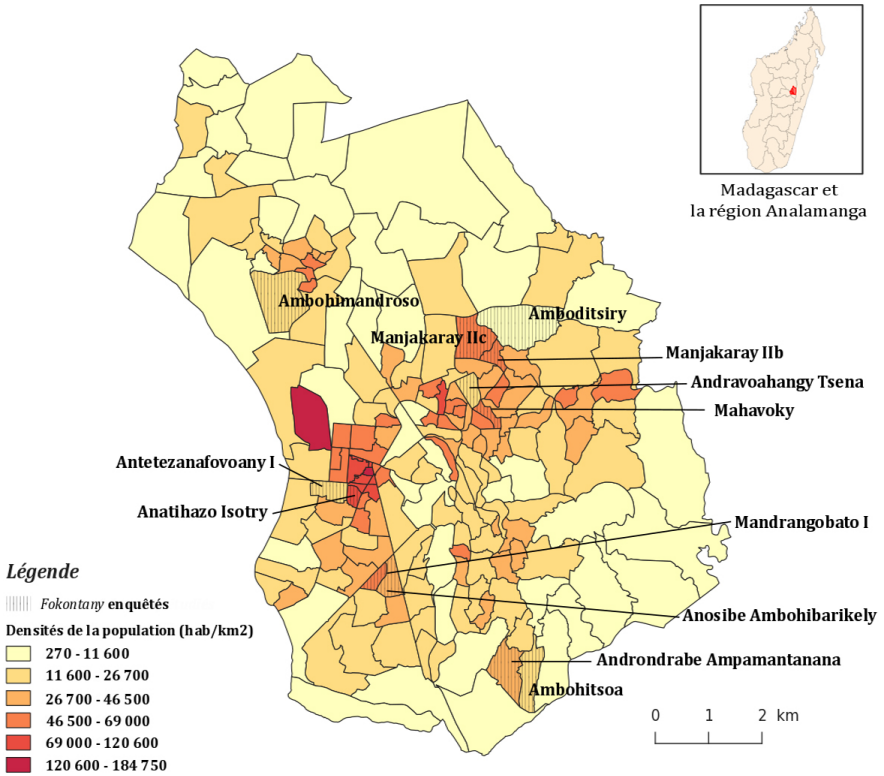 Madagascar et
la région Analamanga
Ambohimandroso
Amboditsiry
Manjakaray IIc
Manjakaray IIb
Andravoahangy Tsena
Mahavoky
Antetezanafovoany I
Anatihazo Isotry
Mandrangobato I
Anosibe Ambohibarikely
Androndrabe Ampamantanana
Ambohitsoa
Légende
Fokontany enquêtés
Densités de la population (hab/km2)
270 - 11 600
11 600 - 26 700
26 700 - 46 500
46 500 - 69 000
69 000 - 120 600
120 600 - 184 750
0 1 2 km